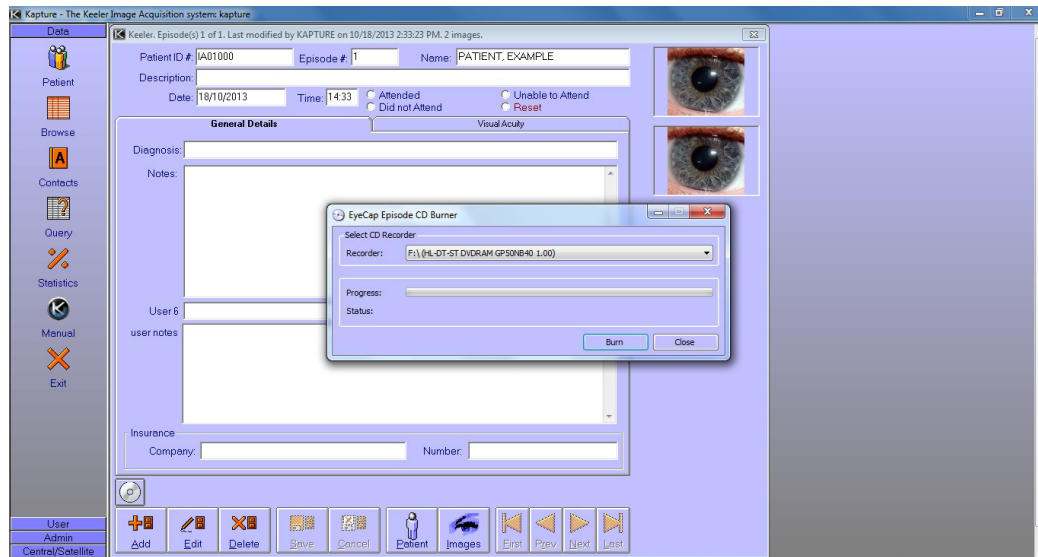 Kapture - The Keeler Image Acquisition system: kapture
Data
Patient
Browse
Contacts
Query
Statistics
Manual
Exit
User
Admin
Central/Satellite
Keeler. Episode(s) 1 of 1. Last modified by KAPTURE on 10/18/2013 2:33:23 PM. 2 images.
Patient ID #: IA01000 Episode #: 1 Name: PATIENT, EXAMPLE
Description:
Date: 18/10/2013 Time: 14:33 Attended Unable to Attend
Did not Attend Reset
General Details Visual Acuity
Diagnosis:
Notes:
User 6
user notes
Insurance
Company: Number:
EyeCap Episode CD Burner
Select CD Recorder
Recorder: F:\ (HL-DT-ST DVDRAM GP50NB40 1.00)
Progress:
Status:
Burn Close
Add Edit Delete Save Cancel Patient Images First Prev Next Last